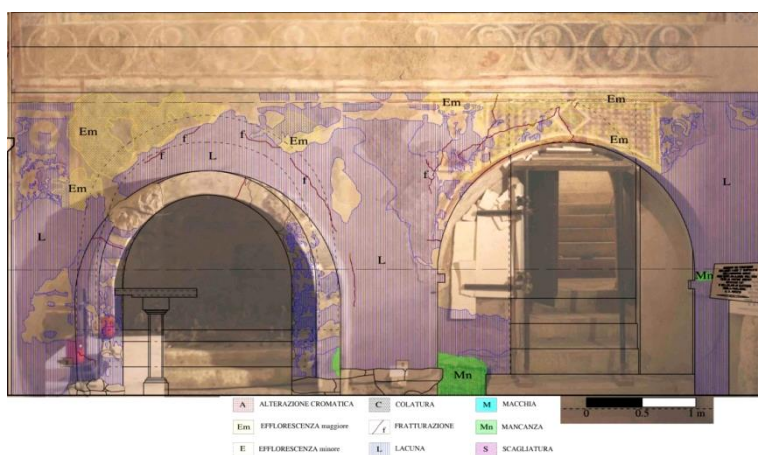 Em
Em
Em
Em
f
f
Em
L
f
f
Em
L
L
L
Mn
Mn
A ALTERAZIONE CROMATICA
C COLATURA
M MACCHIA
Em EFFLORESCENZA maggiore
f FRATTURAZIONE
Mn MANCANZA
E EFFLORESCENZA minore
L LACUNA
S SCAGLIATURA
0 0.5 1 m